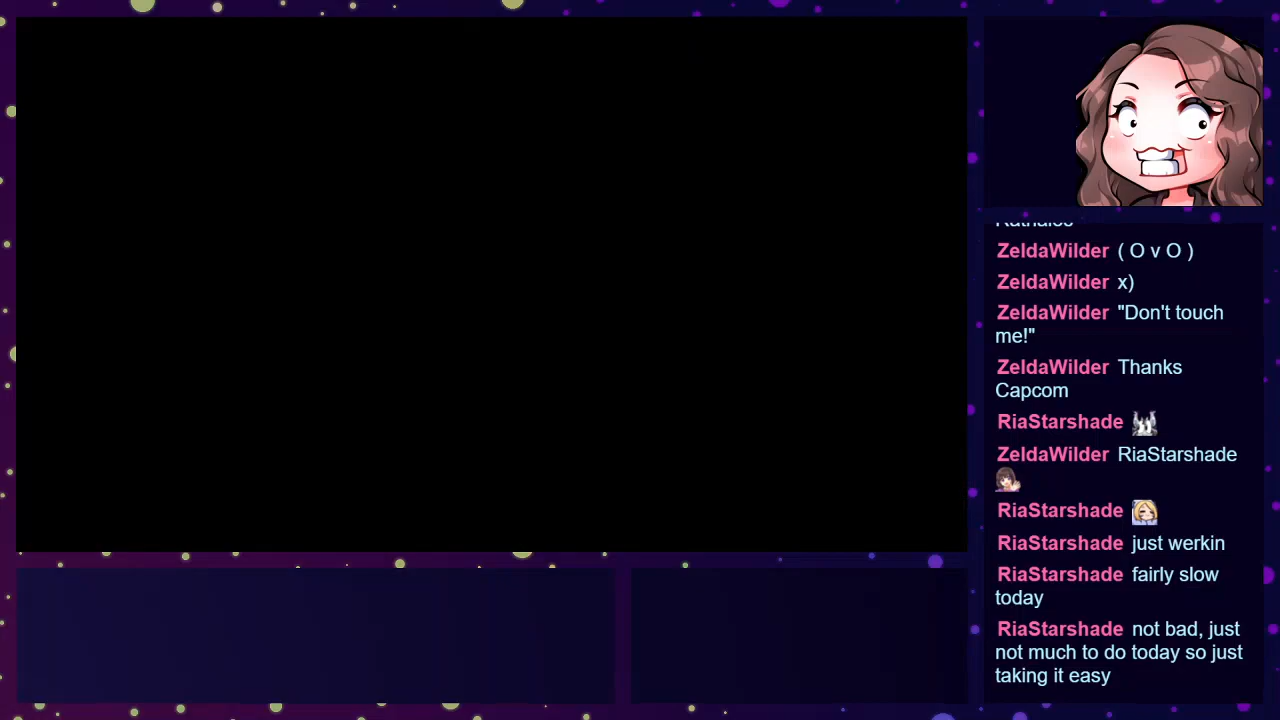 ZeldaWilder ( O v O )
ZeldaWilder x)
ZeldaWilder "Don't touch
me!"
ZeldaWilder Thanks
Capcom
RiaStarshade
ZeldaWilder RiaStarshade
RiaStarshade
RiaStarshade just werkin
RiaStarshade fairly slow
today
RiaStarshade not bad, just
not much to do today so just
taking it easy